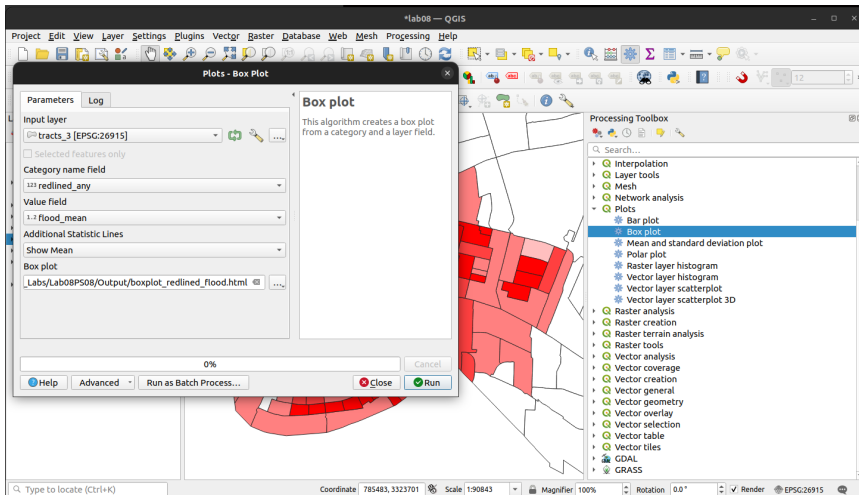 *lab08 — QGIS
Project Edit View Layer Settings Plugins Vector Raster Database Web Mesh Processing Help
12
Plots - Box Plot
Parameters Log
Input layer
tracts_3 [EPSG:26915]
Selected features only
Category name field
123 redlined_any
Value field
1.2 flood_mean
Additional Statistic Lines
Show Mean
Box plot
_Labs/Lab08PS08/Output/boxplot_redlined_flood.html
Box plot
This algorithm creates a box plot
from a category and a layer field.
0%
Cancel
Help Advanced Run as Batch Process... Close Run
Processing Toolbox
Search...
Interpolation
Layer tools
Mesh
Network analysis
Plots
Bar plot
Box plot
Mean and standard deviation plot
Polar plot
Raster layer histogram
Vector layer histogram
Vector layer scatterplot
Vector layer scatterplot 3D
Raster analysis
Raster creation
Raster terrain analysis
Raster tools
Vector analysis
Vector coverage
Vector creation
Vector general
Vector geometry
Vector overlay
Vector selection
Vector table
Vector tiles
GDAL
GRASS
Type to locate (Ctrl+K) Coordinate 785483, 3323701 Scale 1:90843 Magnifier 100% Rotation 0.0° Render EPSG:26915